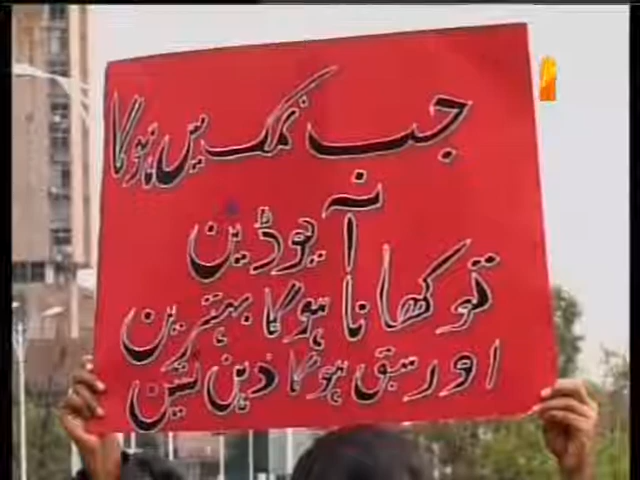 جب نمک میں ہوگا
آیوڈین
تو کھانا ہوگا بہترین
اور سبق ہوگا ذہن نشین